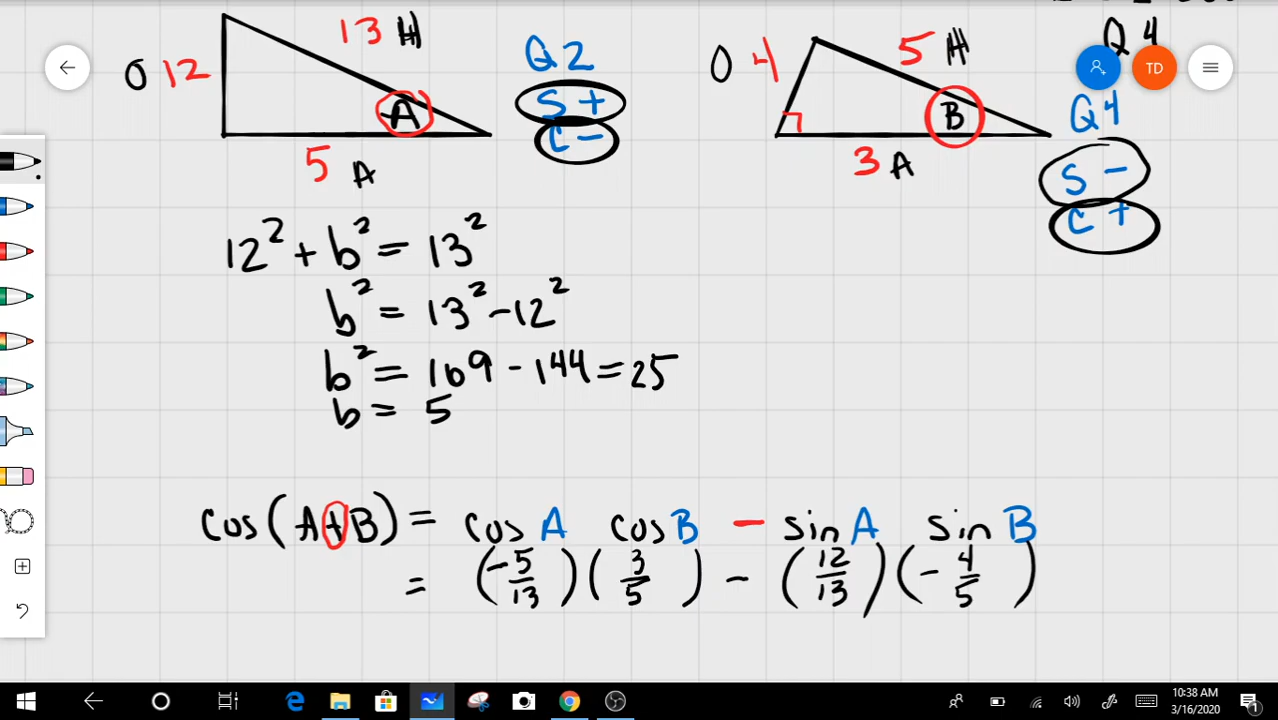 Q 4
13 H
O 12
A
5 A
Q2
S +
C -
O 4
5 H
B
3 A
TD
Q4
S -
C +
12² + b² = 13²
b² = 13² - 12²
b² = 169 - 144 = 25
b = 5
cos(A+B) = cos A cos B - sin A sin B
= (-5/13)(3/5) - (12/13)(-4/5)
10:38 AM
3/16/2020
1